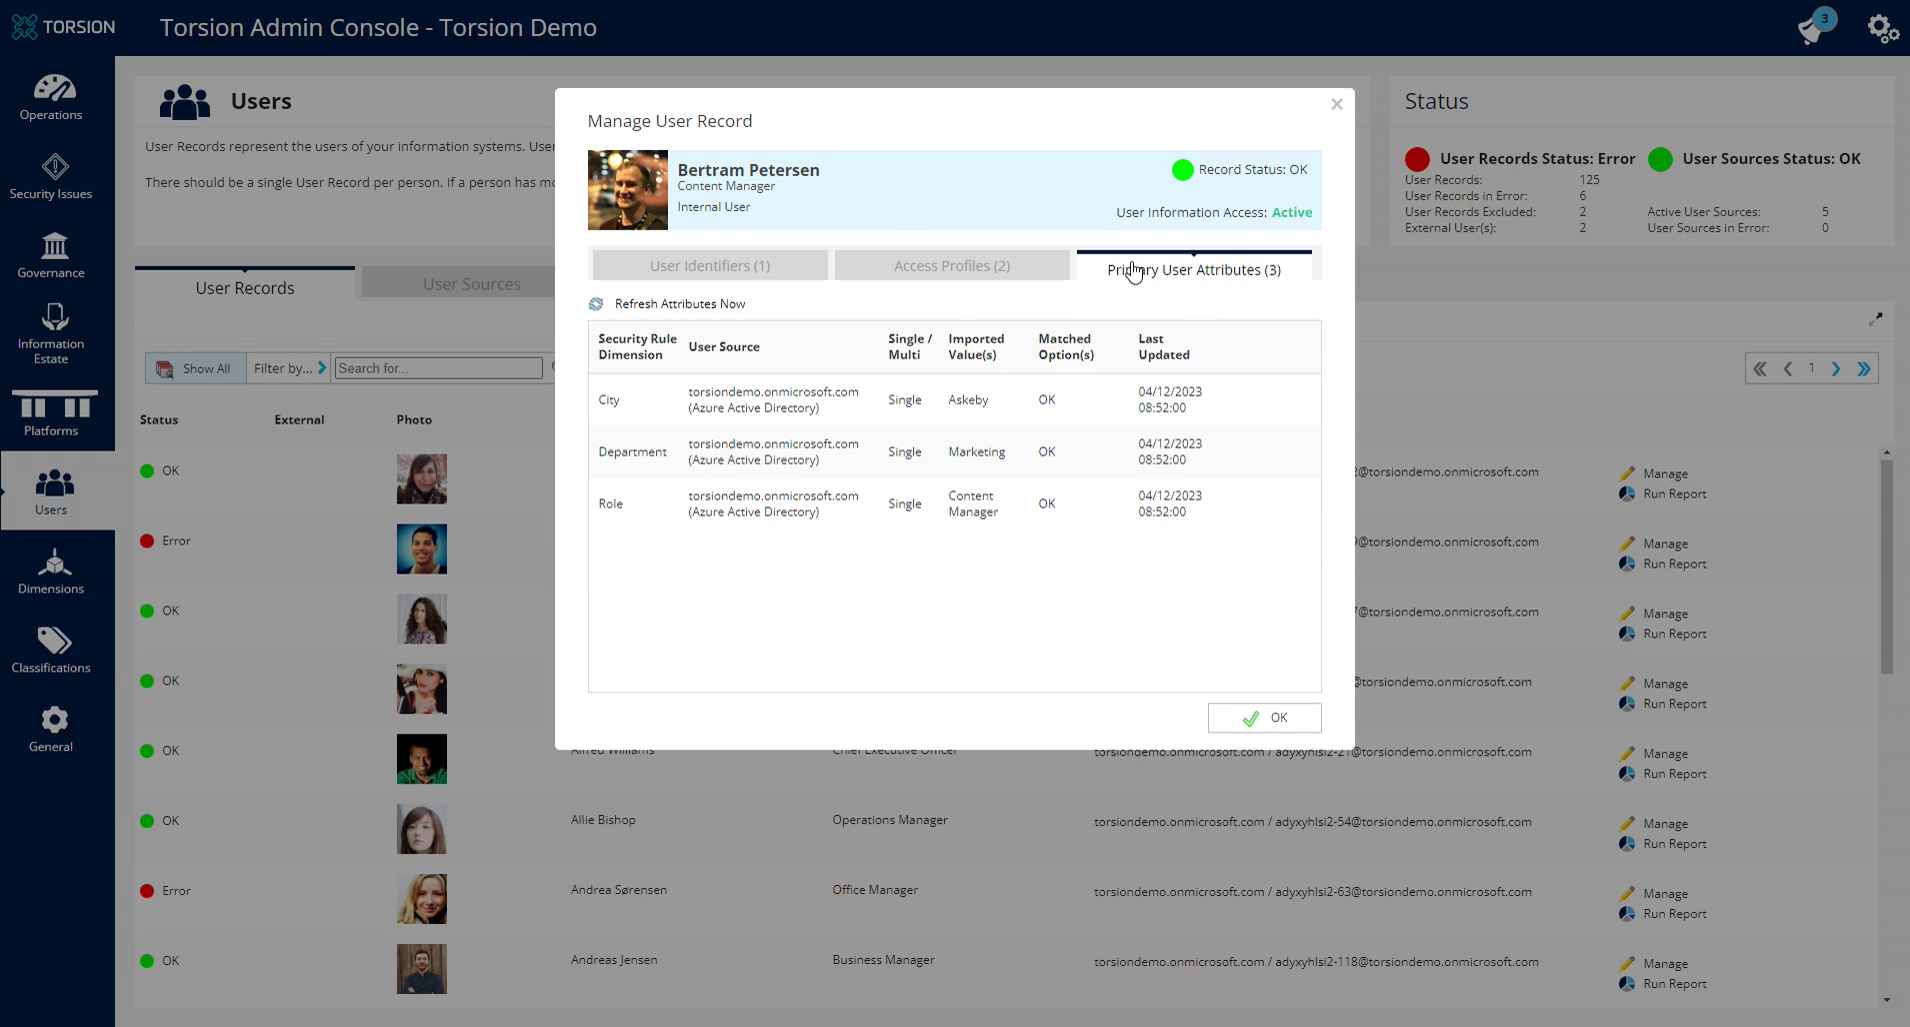 TORSION
Torsion Admin Console - Torsion Demo
3
Operations
Security Issues
Governance
Information
Estate
Platforms
Users
Dimensions
Classifications
General
Users
User Records represent the users of your information systems. Use
There should be a single User Record per person. If a person has mo
Status
User Records Status: Error
User Records: 125
User Records in Error: 6
User Records Excluded: 2
External User(s): 2
User Sources Status: OK
Active User Sources: 5
User Sources in Error: 0
User Records
User Sources
Show All
Filter by...
Search for...
1
Status External Photo
Manage User Record
Bertram Petersen
Content Manager
Internal User
Record Status: OK
User Information Access: Active
User Identifiers (1)
Access Profiles (2)
Primary User Attributes (3)
Refresh Attributes Now
Security Rule
Dimension
User Source
Single /
Multi
Imported
Value(s)
Matched
Option(s)
Last
Updated
City
torsiondemo.onmicrosoft.com
(Azure Active Directory)
Single
Askeby
OK
04/12/2023
08:52:00
Department
torsiondemo.onmicrosoft.com
(Azure Active Directory)
Single
Marketing
OK
04/12/2023
08:52:00
Role
torsiondemo.onmicrosoft.com
(Azure Active Directory)
Single
Content
Manager
OK
04/12/2023
08:52:00
OK
OK
2@torsiondemo.onmicrosoft.com
Manage
Run Report
Error
9@torsiondemo.onmicrosoft.com
Manage
Run Report
OK
7@torsiondemo.onmicrosoft.com
Manage
Run Report
OK
@torsiondemo.onmicrosoft.com
Manage
Run Report
OK
Alfred Williams
Chief Executive Officer
torsiondemo.onmicrosoft.com / adyxyhlsi2-21@torsiondemo.onmicrosoft.com
Manage
Run Report
OK
Allie Bishop
Operations Manager
torsiondemo.onmicrosoft.com / adyxyhlsi2-54@torsiondemo.onmicrosoft.com
Manage
Run Report
Error
Andrea Sørensen
Office Manager
torsiondemo.onmicrosoft.com / adyxyhlsi2-63@torsiondemo.onmicrosoft.com
Manage
Run Report
OK
Andreas Jensen
Business Manager
torsiondemo.onmicrosoft.com / adyxyhlsi2-118@torsiondemo.onmicrosoft.com
Manage
Run Report